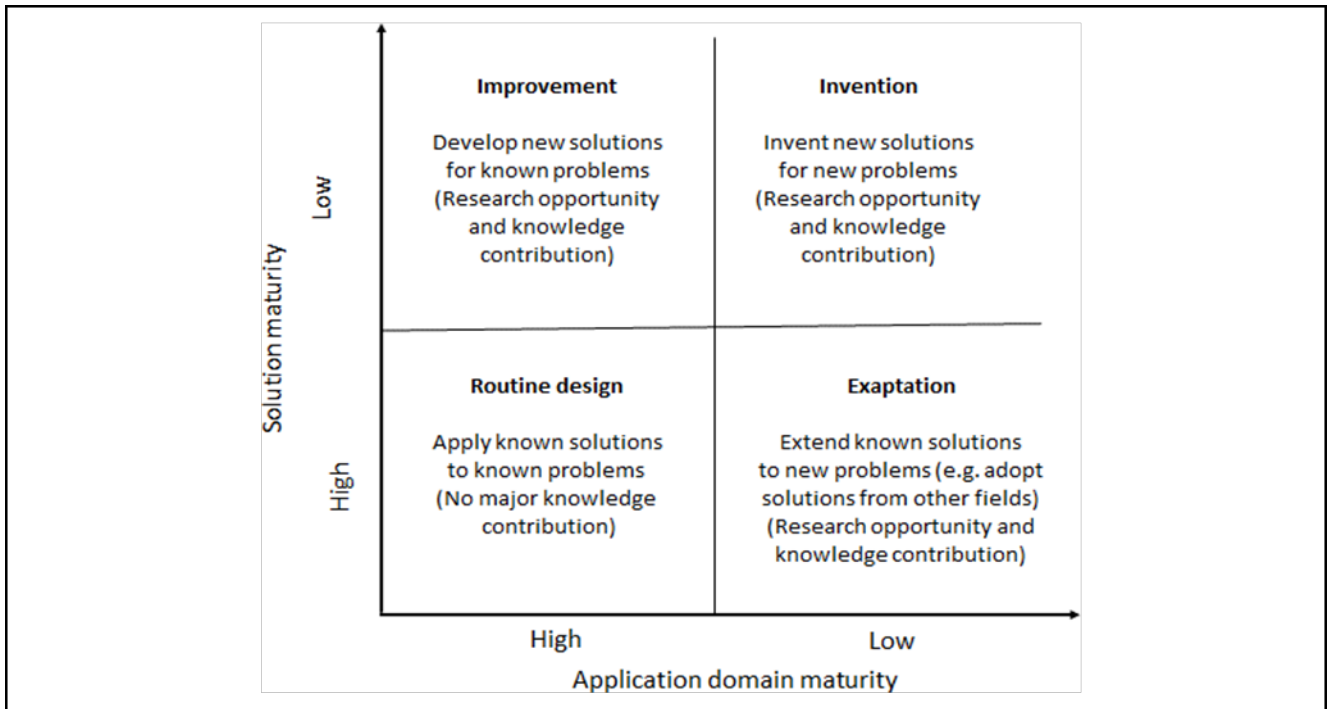 Improvement
Develop new solutions
for known problems
(Research opportunity
and knowledge
contribution)
Invention
Invent new solutions
for new problems
(Research opportunity
and knowledge
contribution)
Low
Solution maturity
High
Routine design
Apply known solutions
to known problems
(No major knowledge
contribution)
Exaptation
Extend known solutions
to new problems (e.g. adopt
solutions from other fields)
(Research opportunity and
knowledge contribution)
High
Low
Application domain maturity